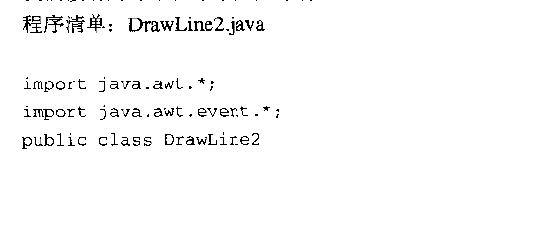 程序清单：DrawLine2.java
import java.awt.*;
import java.awt.event.*;
public class DrawLine2